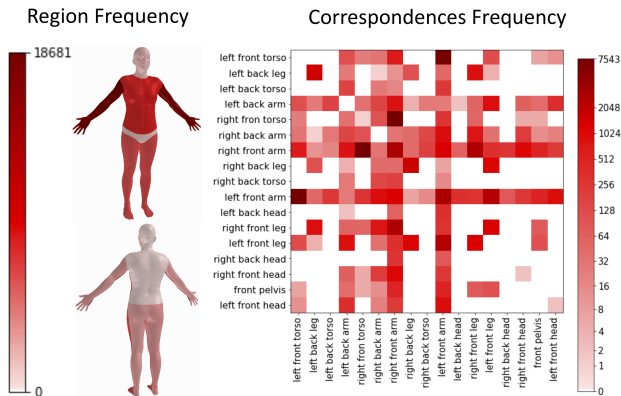 Region Frequency
Correspondences Frequency
18681
0
left front torso
left back leg
left back torso
left back arm
right fron torso
right back arm
right front arm
right back leg
right back torso
left front arm
left back head
right front leg
left front leg
right back head
right front head
front pelvis
left front head
7543
2048
1024
512
256
128
64
32
16
8
4
2
1
0
left front torso
left back leg
left back torso
left back arm
right fron torso
right back arm
right front arm
right back leg
right back torso
left front arm
left back head
right front leg
left front leg
right back head
right front head
front pelvis
left front head